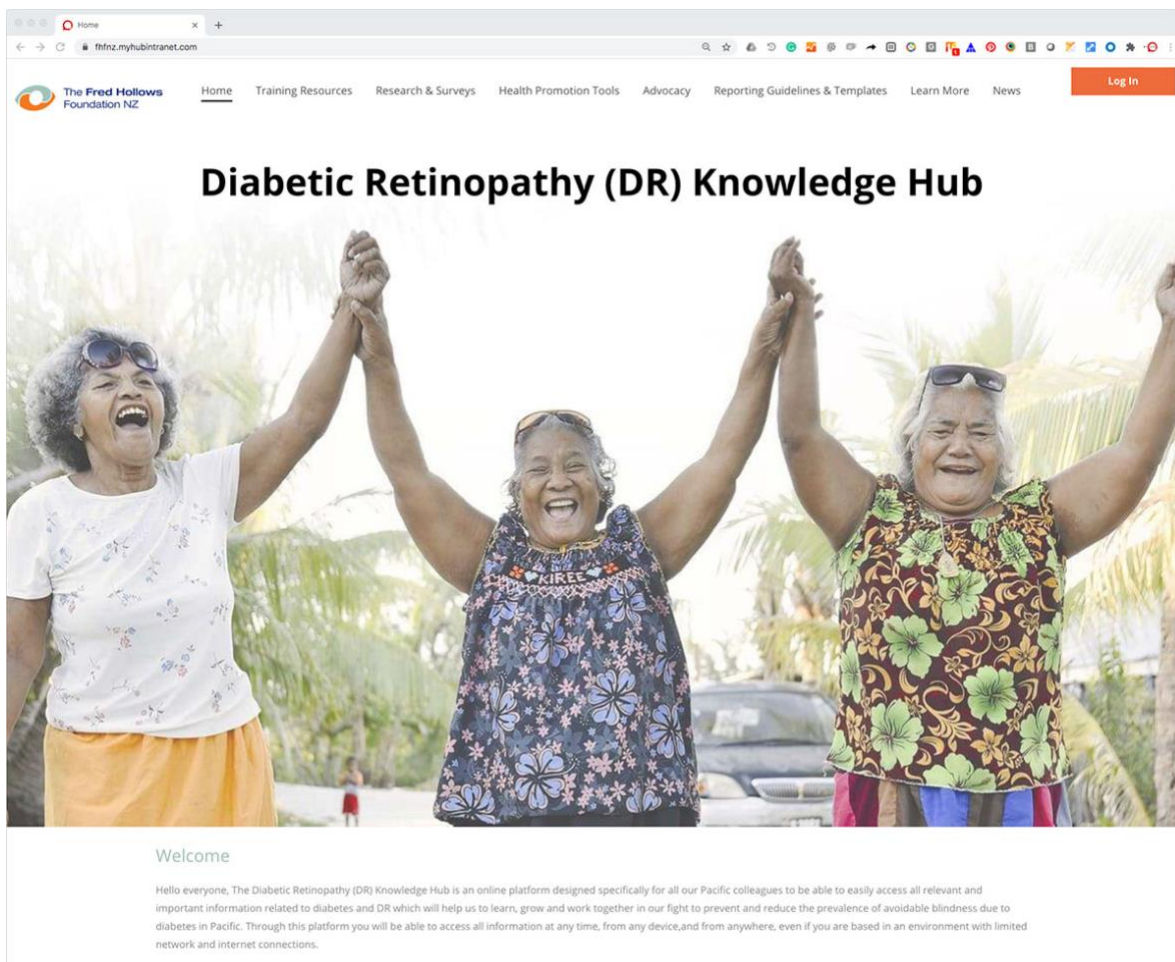 Home
fhfnz.myhubintranet.com
The Fred Hollows
Foundation NZ
Home Training Resources Research & Surveys Health Promotion Tools Advocacy Reporting Guidelines & Templates Learn More News
Log In
Diabetic Retinopathy (DR) Knowledge Hub
KIREE
Welcome
Hello everyone, The Diabetic Retinopathy (DR) Knowledge Hub is an online platform designed specifically for all our Pacific colleagues to be able to easily access all relevant and
important information related to diabetes and DR which will help us to learn, grow and work together in our fight to prevent and reduce the prevalence of avoidable blindness due to
diabetes in Pacific. Through this platform you will be able to access all information at any time, from any device,and from anywhere, even if you are based in an environment with limited
network and internet connections.